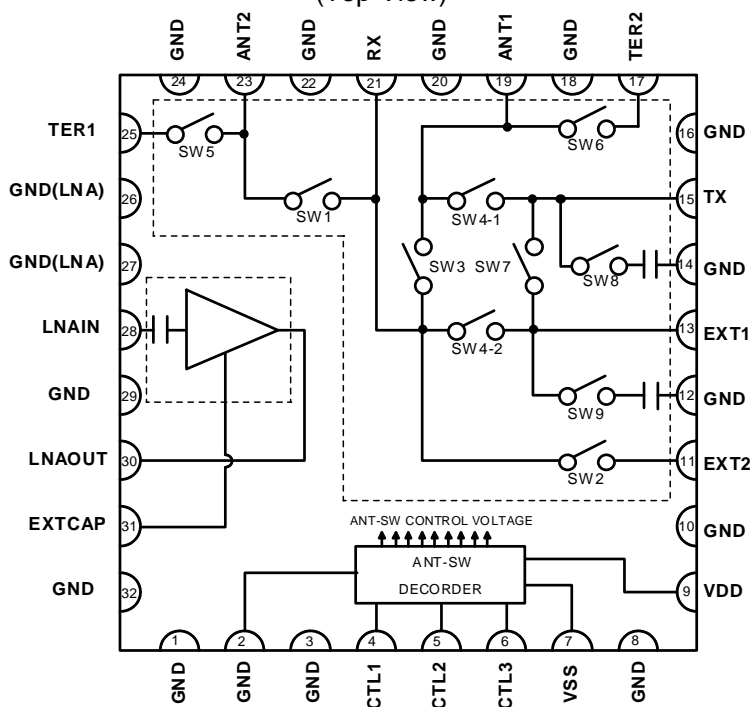 (Top View)
GND
ANT2
GND
RX
GND
ANT1
GND
TER2
24
23
22
21
20
19
18
17
TER1
25
SW5
SW6
16
GND
GND(LNA)
26
SW1
SW4-1
15
TX
GND(LNA)
27
SW3
SW7
SW8
14
GND
LNAIN
28
SW4-2
13
EXT1
GND
29
SW9
12
GND
LNAOUT
30
SW2
11
EXT2
EXTCAP
31
ANT-SW CONTROL VOLTAGE
10
GND
GND
32
ANT-SW
DECORDER
9
VDD
1
2
3
4
5
6
7
8
GND
GND
GND
CTL1
CTL2
CTL3
VSS
GND